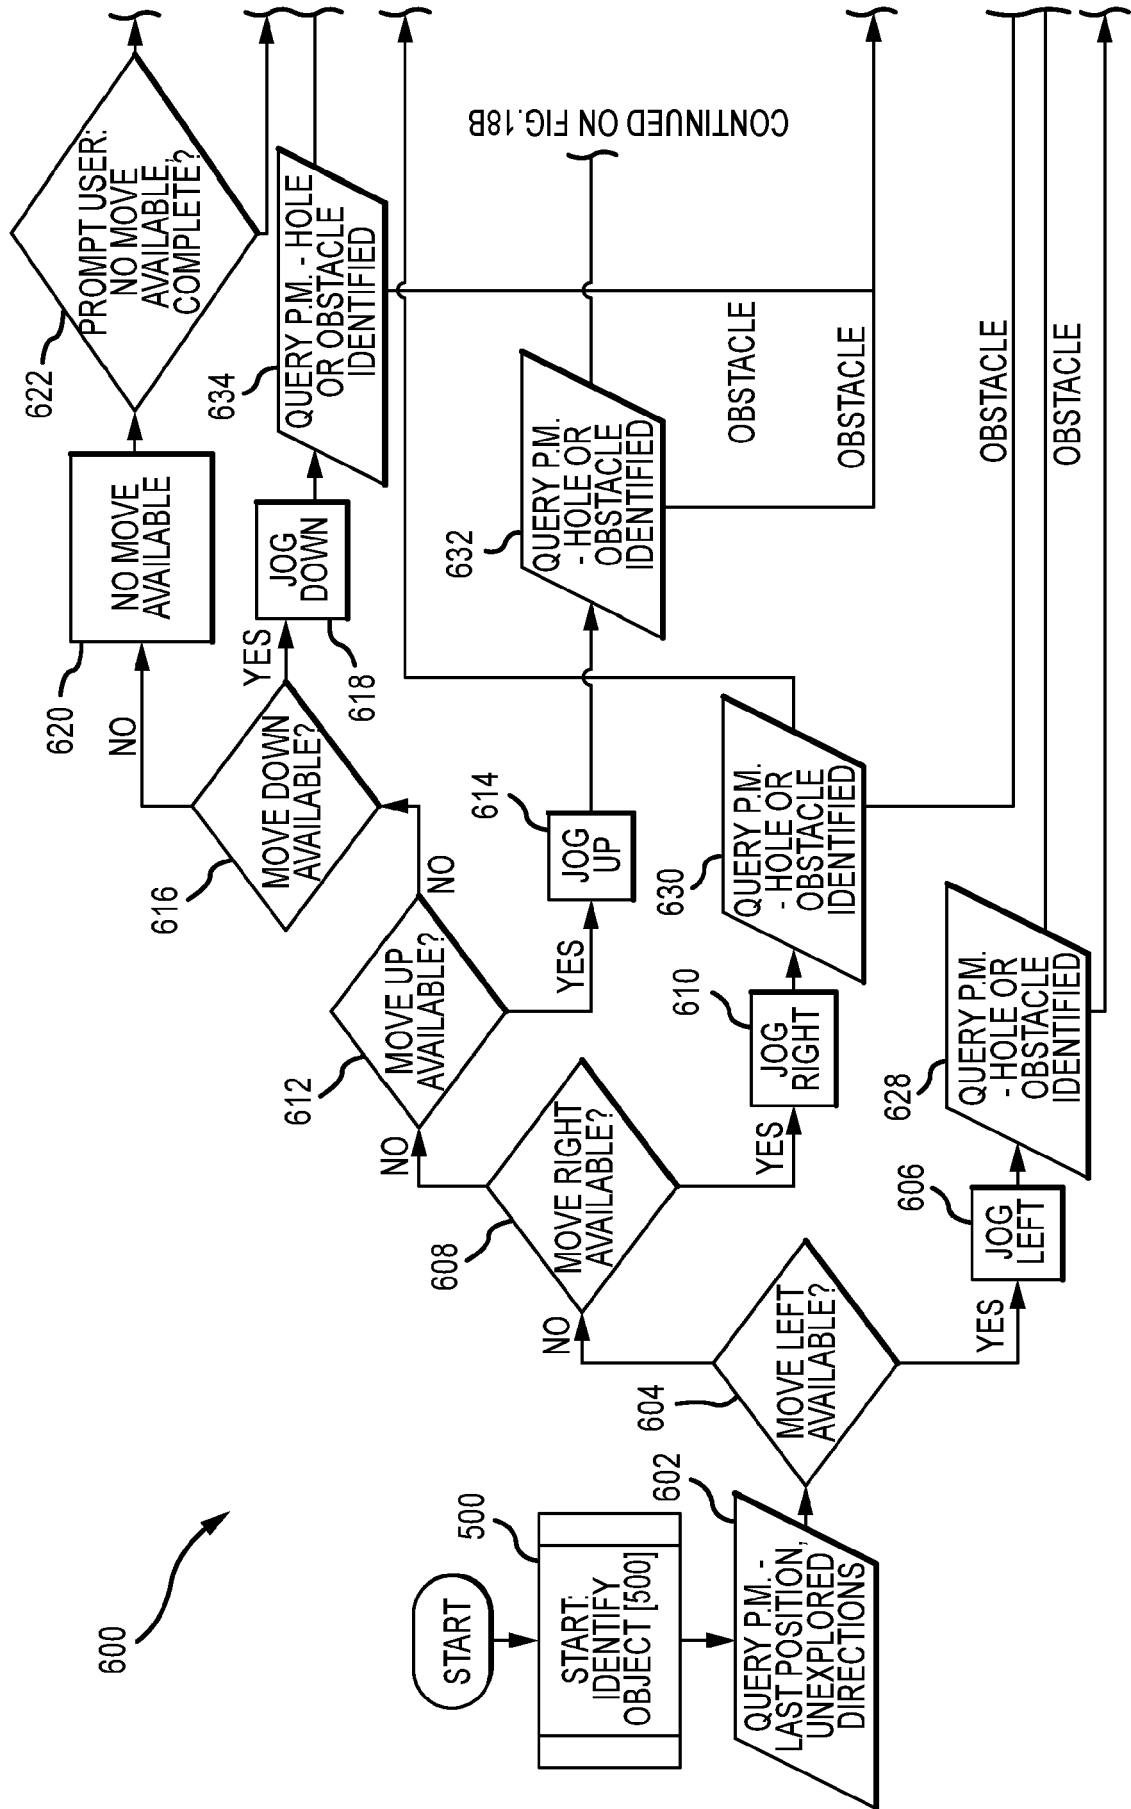 600
START
500
START:
IDENTIFY
OBJECT [500]
602
QUERY P.M. -
LAST POSITION,
UNEXPLORED
DIRECTIONS
604
MOVE LEFT
AVAILABLE?
NO
YES
606
JOG
LEFT
628
QUERY P.M.
- HOLE OR
OBSTACLE
IDENTIFIED
608
MOVE RIGHT
AVAILABLE?
NO
YES
610
JOG
RIGHT
630
QUERY P.M.
- HOLE OR
OBSTACLE
IDENTIFIED
612
MOVE UP
AVAILABLE?
NO
YES
614
JOG
UP
632
QUERY P.M.
- HOLE OR
OBSTACLE
IDENTIFIED
616
MOVE DOWN
AVAILABLE?
NO
YES
618
JOG
DOWN
634
QUERY P.M. - HOLE
OR OBSTACLE
IDENTIFIED
620
NO MOVE
AVAILABLE
622
PROMPT USER:
NO MOVE
AVAILABLE,
COMPLETE?
OBSTACLE
OBSTACLE
OBSTACLE
OBSTACLE
CONTINUED ON FIG.18B